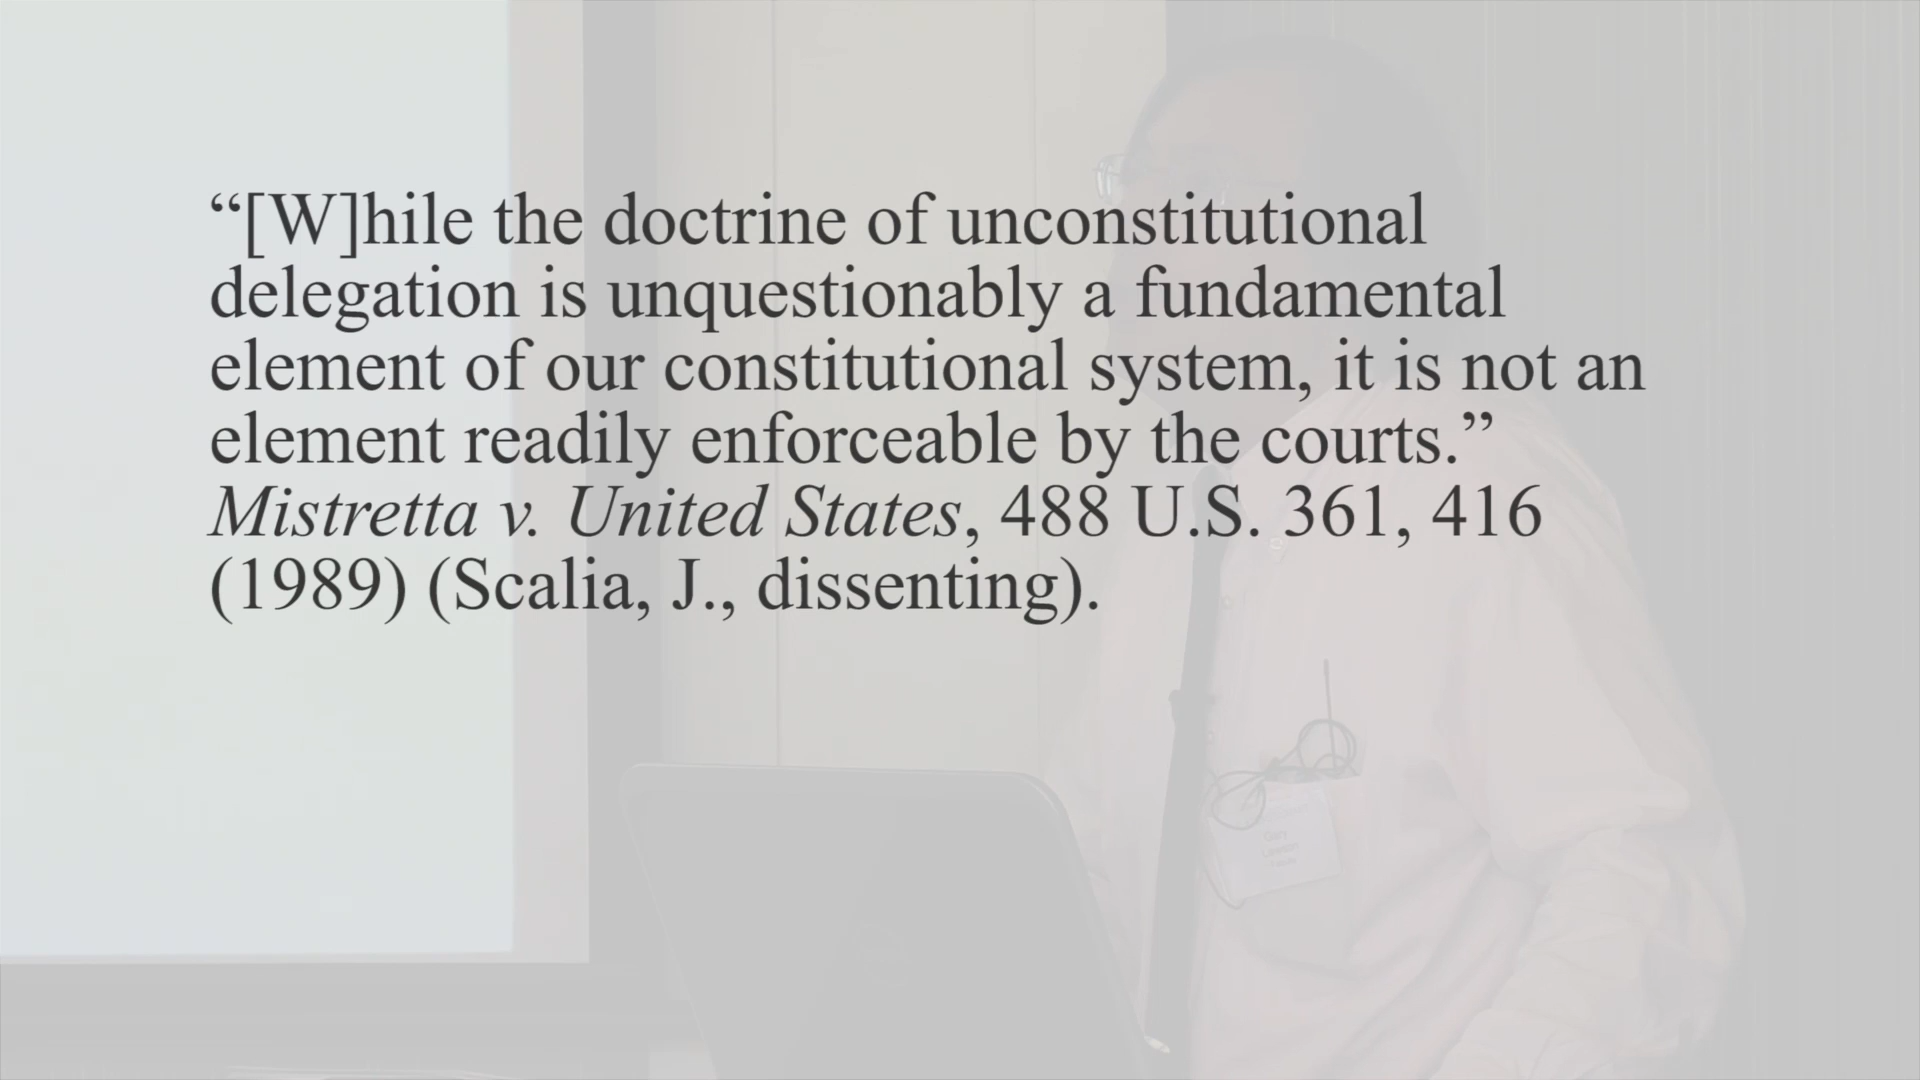 “[W]hile the doctrine of unconstitutional
delegation is unquestionably a fundamental
element of our constitutional system, it is not an
element readily enforceable by the courts.”
Mistretta v. United States, 488 U.S. 361, 416
(1989) (Scalia, J., dissenting).
Gary